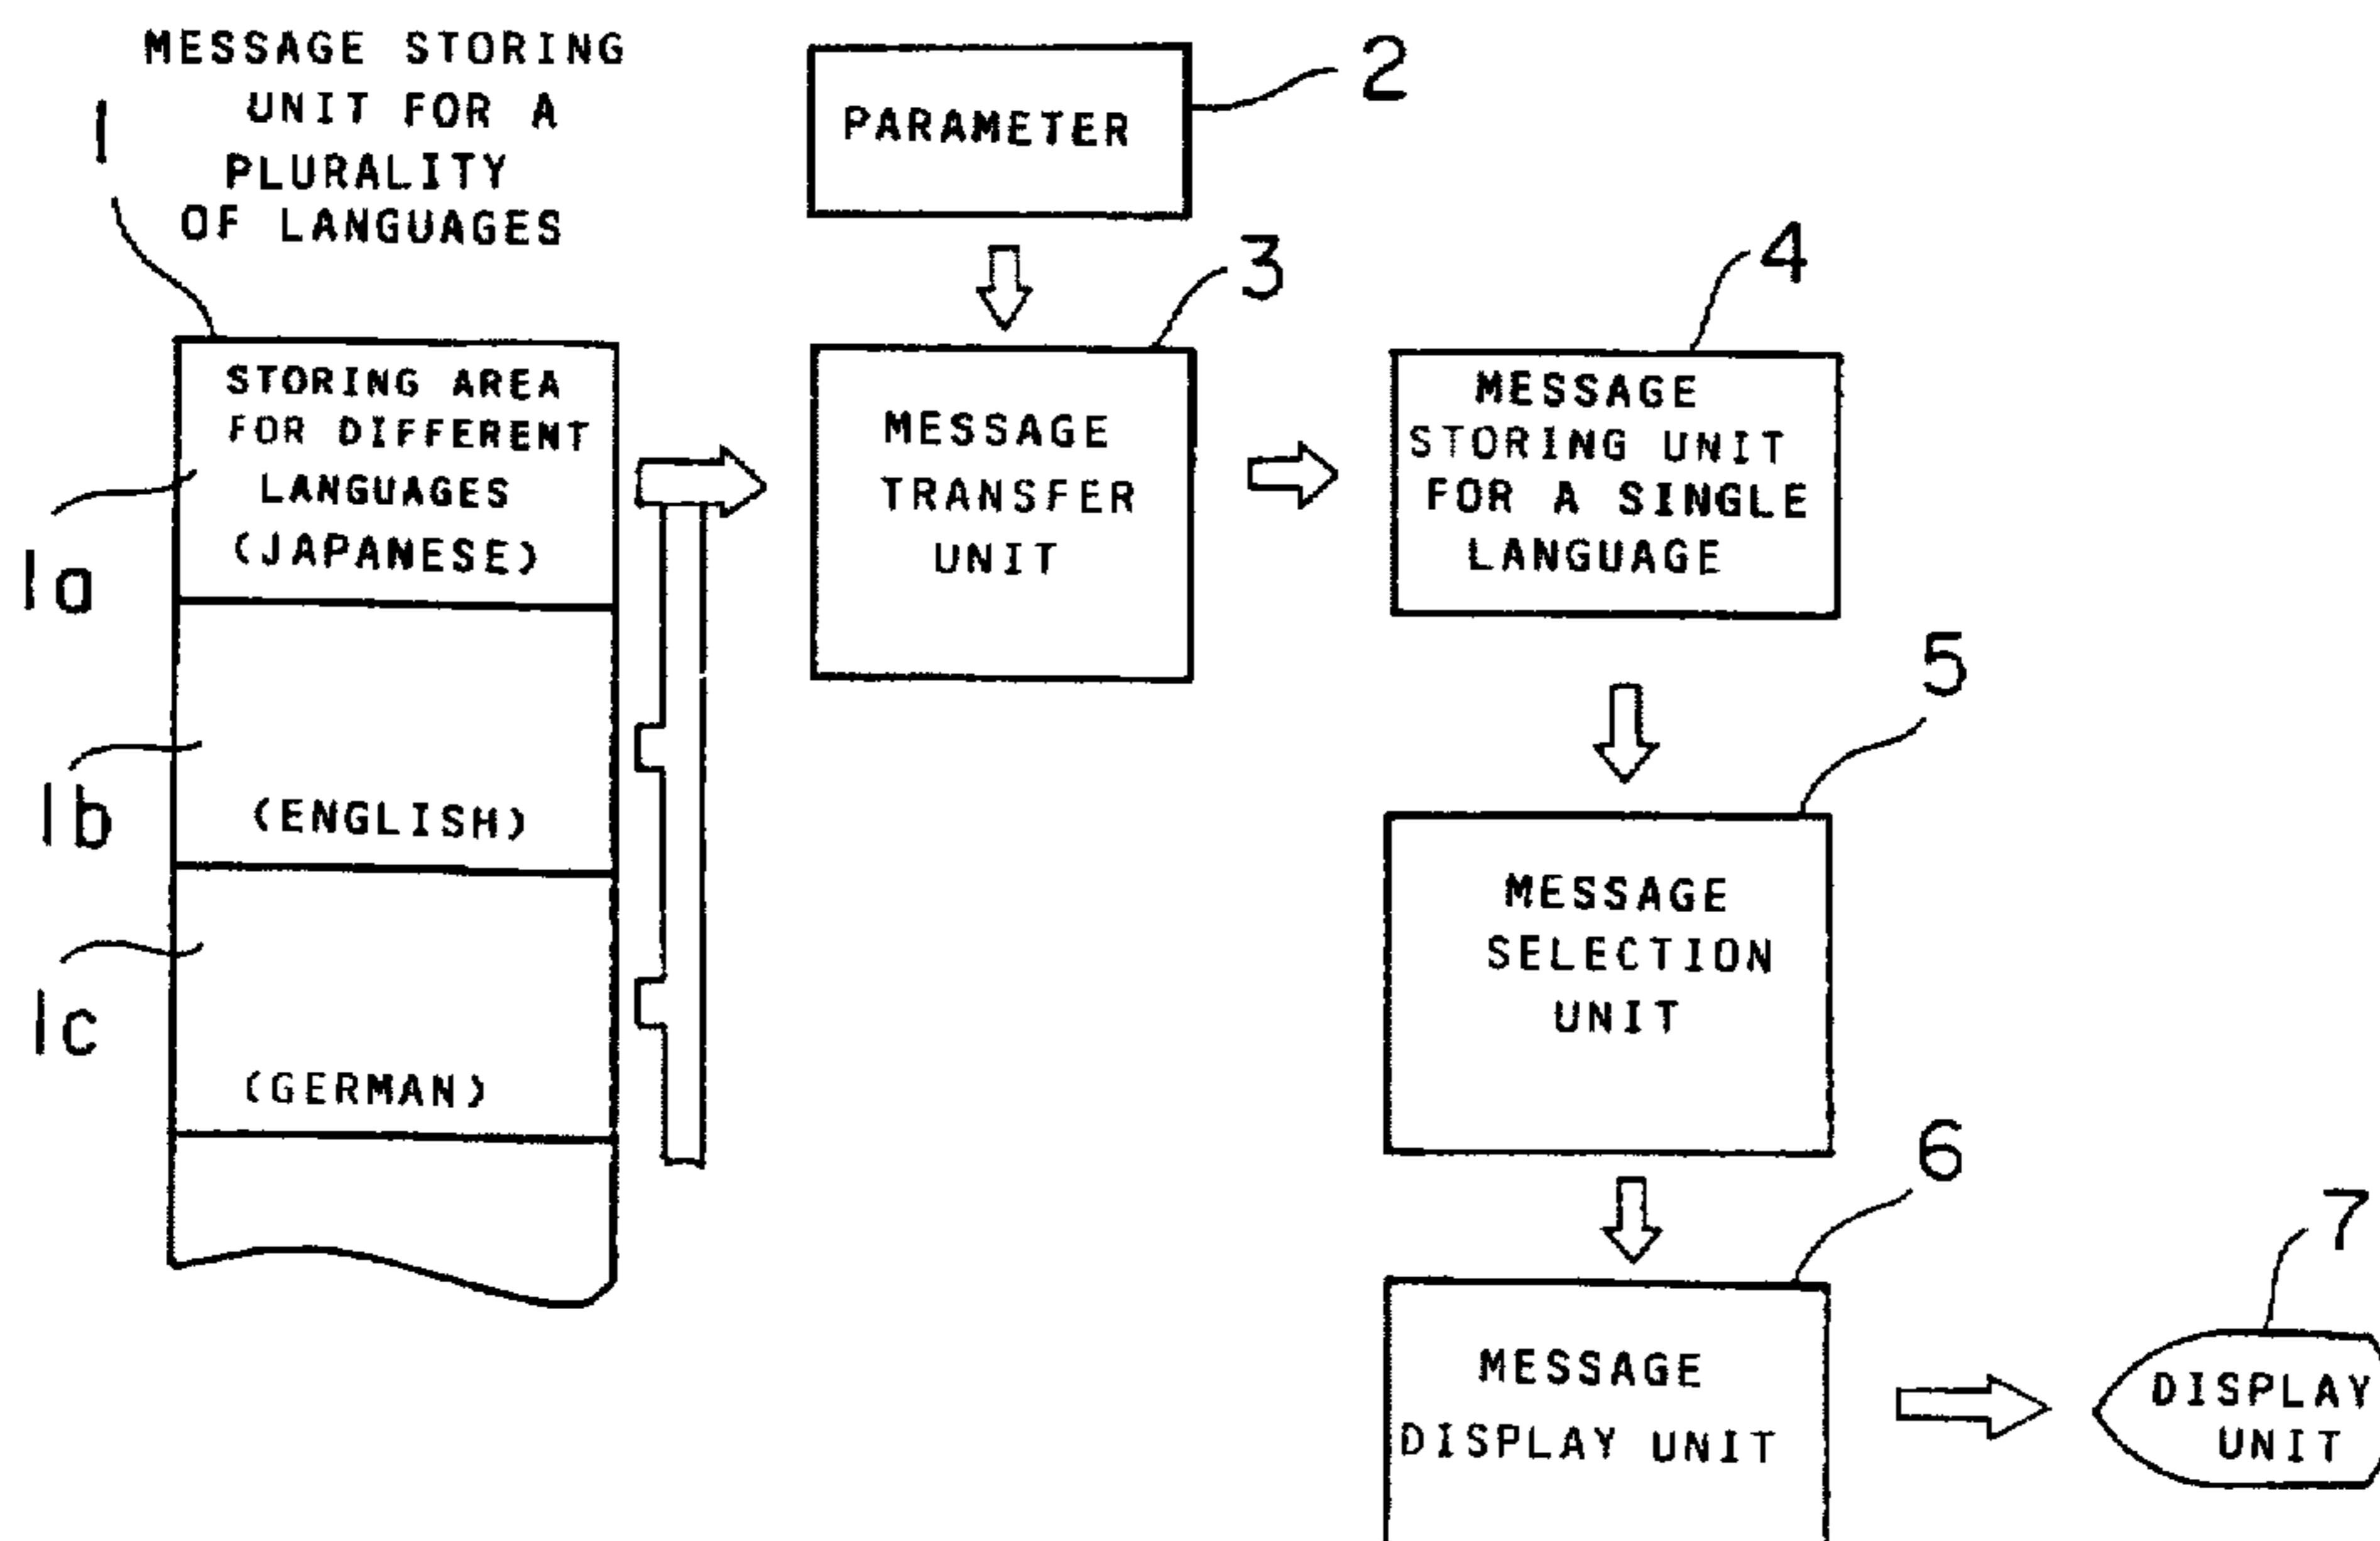 MESSAGE STORING
UNIT FOR A
PLURALITY
OF LANGUAGES
1
PARAMETER
2
3
4
STORING AREA
FOR DIFFERENT
LANGUAGES
(JAPANESE)
1a
MESSAGE
TRANSFER
UNIT
MESSAGE
STORING UNIT
FOR A SINGLE
LANGUAGE
5
1b
(ENGLISH)
MESSAGE
SELECTION
UNIT
1c
(GERMAN)
6
7
MESSAGE
DISPLAY UNIT
DISPLAY
UNIT